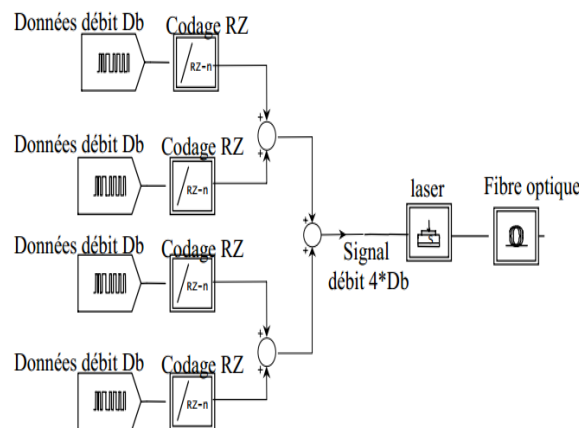 Données débit Db Codage RZ
RZ-n
+
+
Données débit Db Codage RZ
RZ-n
laser Fibre optique
+
+
Signal
débit 4*Db
Données débit Db Codage RZ
RZ-n
+
+
Données débit Db Codage RZ
RZ-n